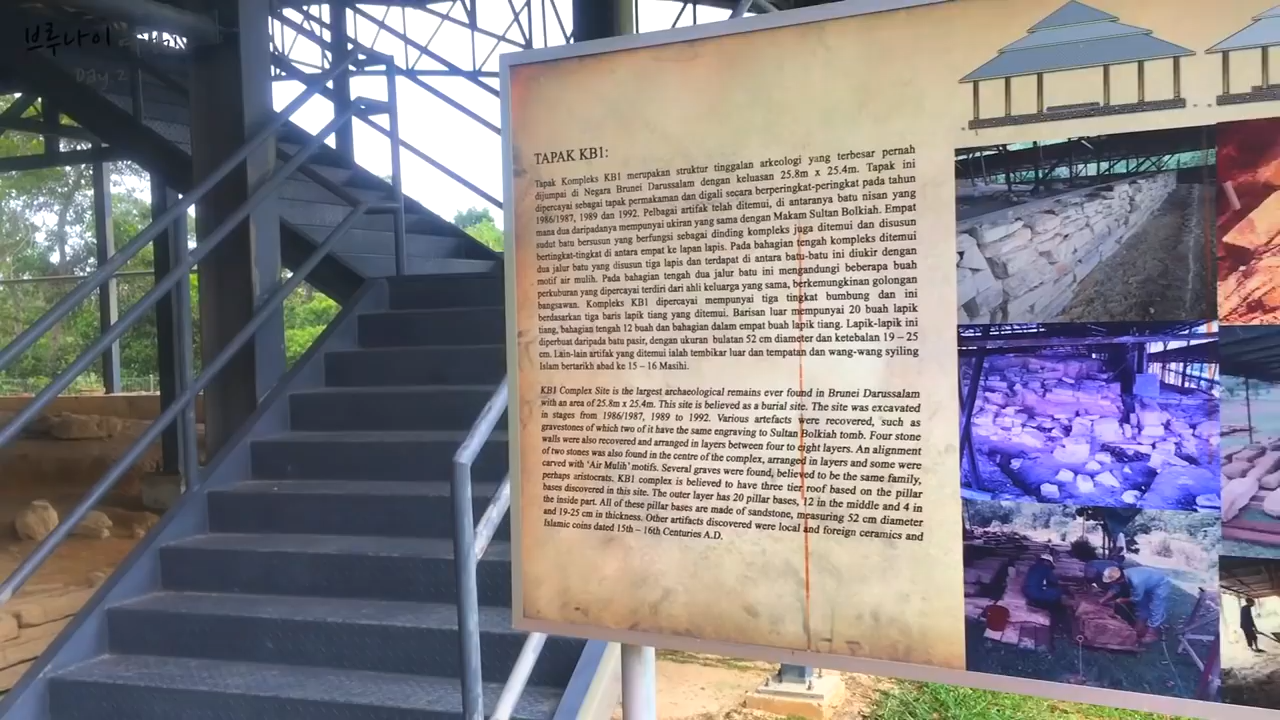 브루나이
Day 2
TAPAK KB1:
Tapak Kompleks KB1 merupakan struktur tinggalan arkeologi yang terbesar pernah
dijumpai di Negara Brunei Darussalam dengan keluasan 25.8m x 25.4m. Tapak ini
dipercayai sebagai tapak permakaman dan digali secara berperingkat-peringkat pada tahun
1986/1987, 1989 dan 1992. Pelbagai artifak telah ditemui, di antaranya batu nisan yang
mana dua daripadanya mempunyai ukiran yang sama dengan Makam Sultan Bolkiah. Empat
sudut batu bersusun yang berfungsi sebagai dinding kompleks juga ditemui dan disusun
bertingkat-tingkat di antara empat ke lapan lapis. Pada bahagian tengah kompleks ditemui
dua jalur batu yang disusun tiga lapis dan terdapat di antara batu-batu ini diukir dengan
motif air mulih. Pada bahagian tengah dua jalur batu ini mengandungi beberapa buah
perkuburan yang dipercayai terdiri dari ahli keluarga yang sama, berkemungkinan golongan
bangsawan. Kompleks KB1 dipercayai mempunyai tiga tingkat bumbung dan ini
berdasarkan tiga baris lapik tiang yang ditemui. Barisan luar mempunyai 20 buah lapik
tiang, bahagian tengah 12 buah dan bahagian dalam empat buah lapik tiang. Lapik-lapik ini
diperbuat daripada batu pasir, dengan ukuran bulatan 52 cm diameter dan ketebalan 19 – 25
cm. Lain-lain artifak yang ditemui ialah tembikar luar dan tempatan dan wang-wang syiling
Islam bertarikh abad ke 15 – 16 Masihi.
KB1 Complex Site is the largest archaeological remains ever found in Brunei Darussalam
with an area of 25.8m x 25.4m. This site is believed as a burial site. The site was excavated
in stages from 1986/1987, 1989 to 1992. Various artefacts were recovered, such as
gravestones of which two of it have the same engraving to Sultan Bolkiah tomb. Four stone
walls were also recovered and arranged in layers between four to eight layers. An alignment
of two stones was also found in the centre of the complex, arranged in layers and some were
carved with 'Air Mulih' motifs. Several graves were found, believed to be the same family,
perhaps aristocrats. KB1 complex is believed to have three tier roof based on the pillar
bases discovered in this site. The outer layer has 20 pillar bases, 12 in the middle and 4 in
the inside part. All of these pillar bases are made of sandstone, measuring 52 cm diameter
and 19-25 cm in thickness. Other artifacts discovered were local and foreign ceramics and
Islamic coins dated 15th – 16th Centuries A.D.